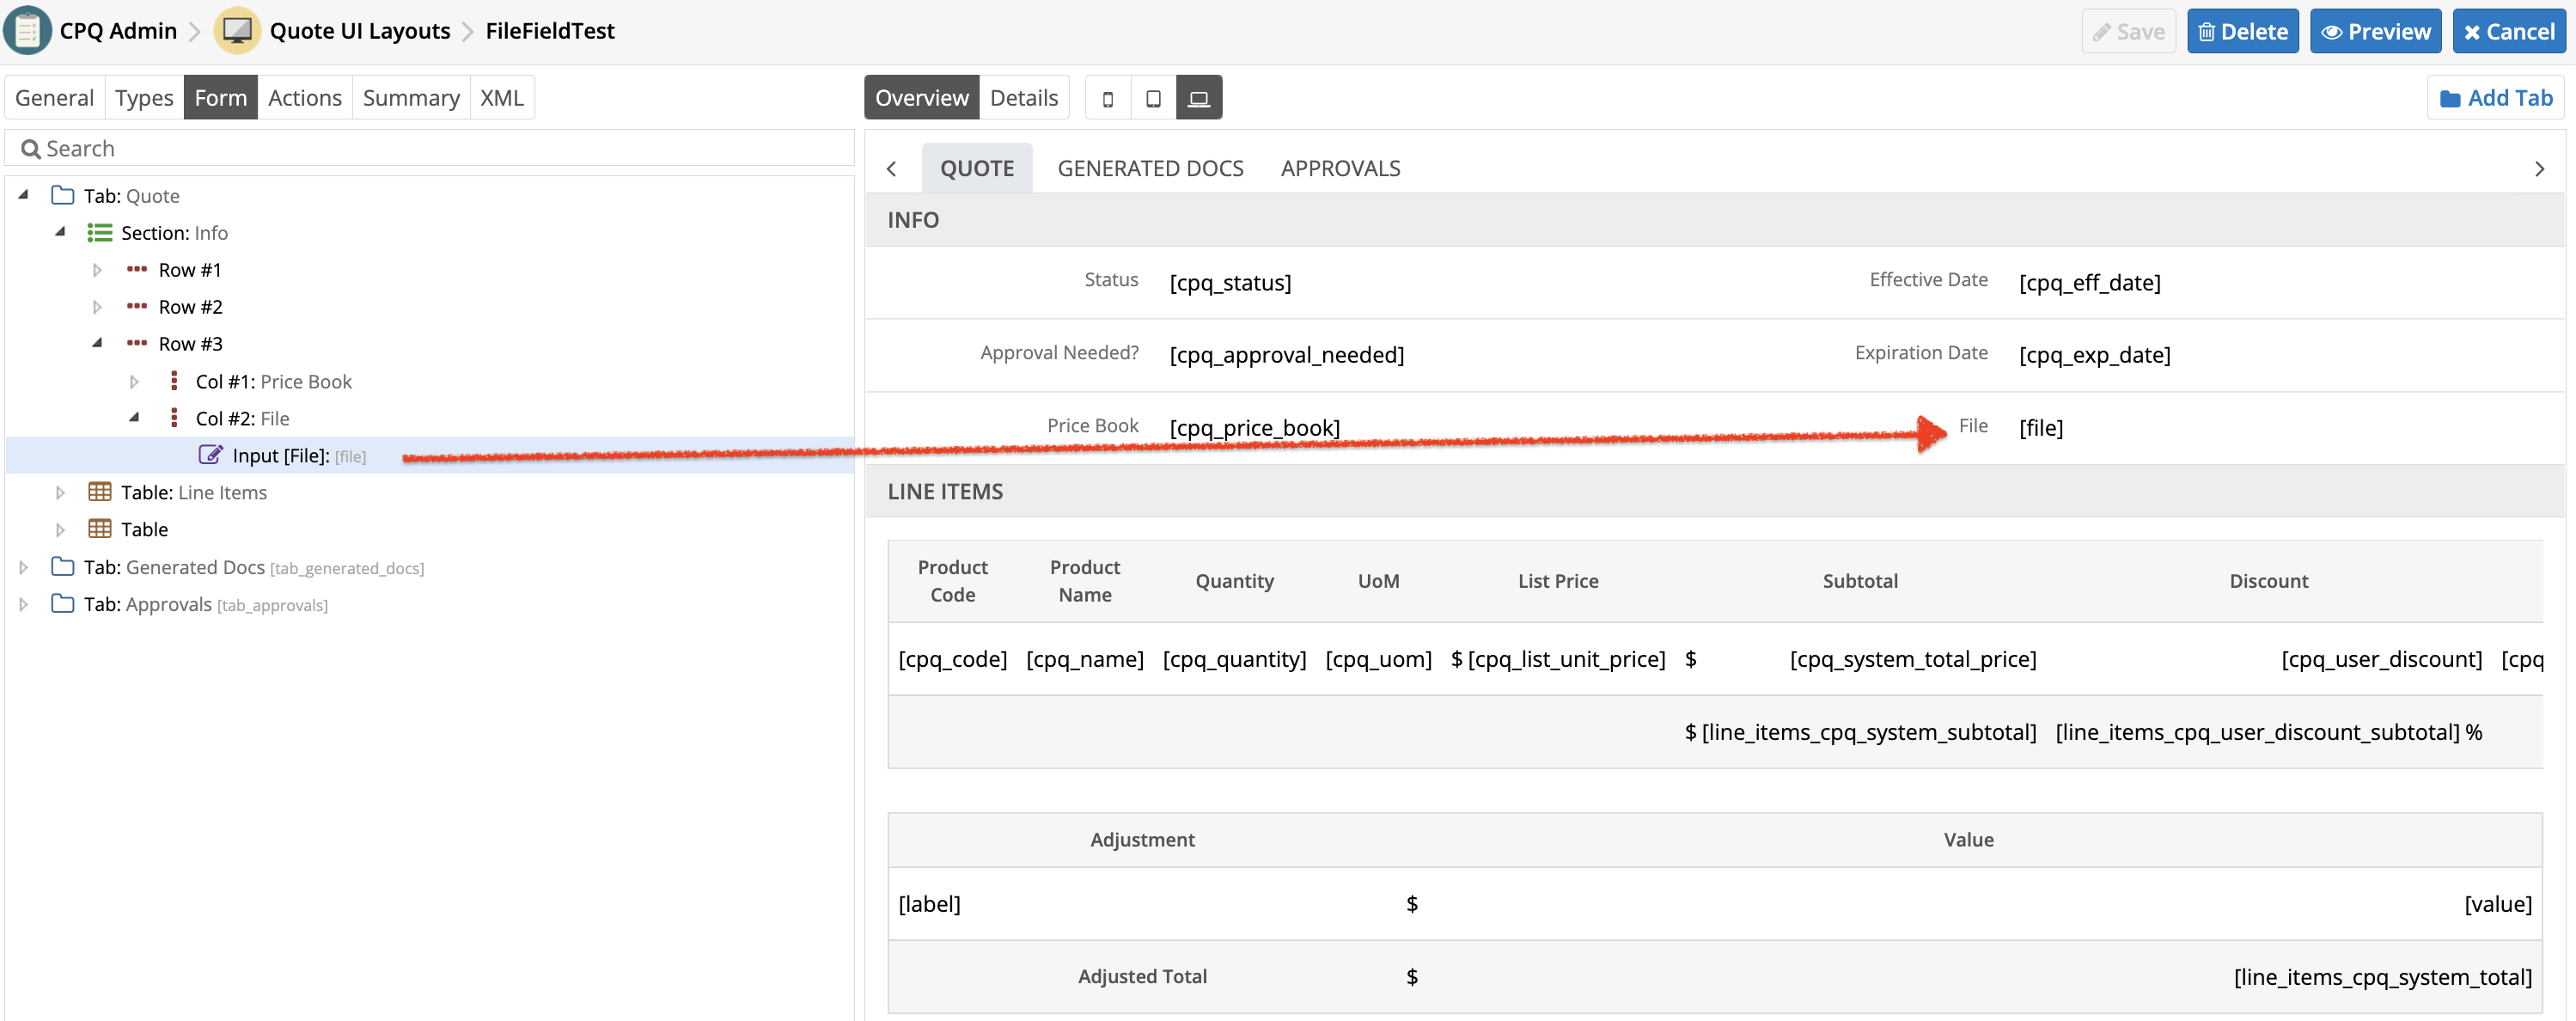 CPQ Admin > Quote UI Layouts > FileFieldTest
Save Delete Preview Cancel
General Types Form Actions Summary XML
Overview Details
Add Tab
Search
Tab: Quote
Section: Info
Row #1
Row #2
Row #3
Col #1: Price Book
Col #2: File
Input [File]: [file]
Table: Line Items
Table
Tab: Generated Docs [tab_generated_docs]
Tab: Approvals [tab_approvals]
QUOTE GENERATED DOCS APPROVALS
INFO
Status [cpq_status] Effective Date [cpq_eff_date]
Approval Needed? [cpq_approval_needed] Expiration Date [cpq_exp_date]
Price Book [cpq_price_book] File [file]
LINE ITEMS
Product Code Product Name Quantity UoM List Price Subtotal Discount
[cpq_code] [cpq_name] [cpq_quantity] [cpq_uom] $ [cpq_list_unit_price] $ [cpq_system_total_price] [cpq_user_discount] [cpq
$ [line_items_cpq_system_subtotal] [line_items_cpq_user_discount_subtotal] %
Adjustment Value
[label] $ [value]
Adjusted Total $ [line_items_cpq_system_total]